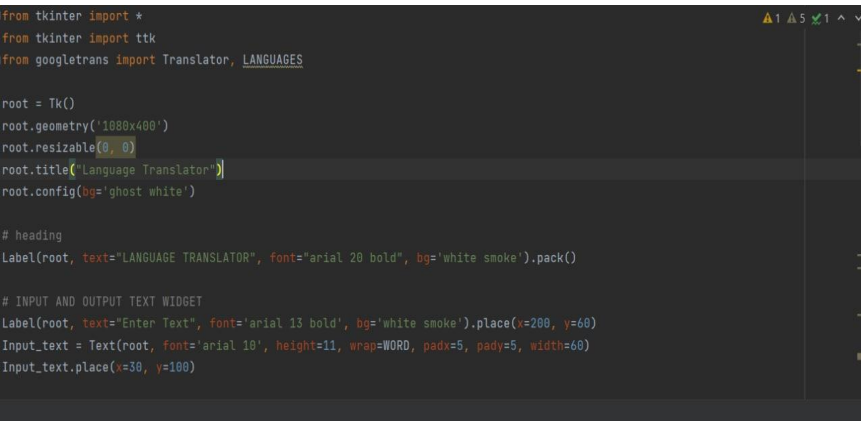 1 5 1
from tkinter import *
from tkinter import ttk
from googletrans import Translator, LANGUAGES
root = Tk()
root.geometry('1080x400')
root.resizable(0, 0)
root.title("Language Translator")
root.config(bg='ghost white')
# heading
Label(root, text="LANGUAGE TRANSLATOR", font="arial 20 bold", bg='white smoke').pack()
# INPUT AND OUTPUT TEXT WIDGET
Label(root, text="Enter Text", font='arial 13 bold', bg='white smoke').place(x=200, y=60)
Input_text = Text(root, font='arial 10', height=11, wrap=WORD, padx=5, pady=5, width=60)
Input_text.place(x=30, y=100)